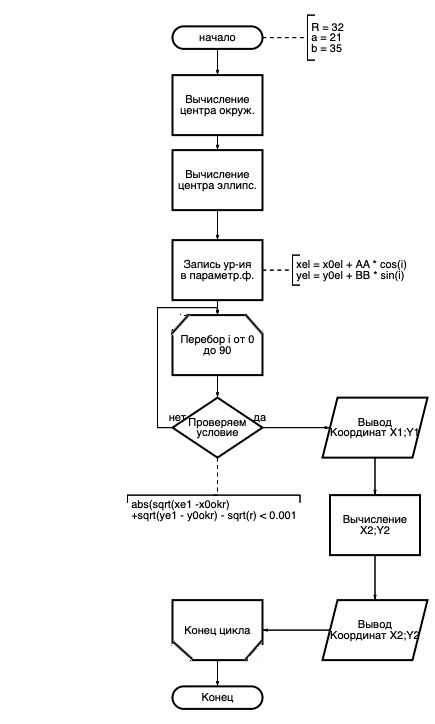 начало
R = 32
a = 21
b = 35
Вычисление
центра окруж.
Вычисление
центра эллипс.
Запись ур-ия
в параметр.ф.
xel = x0el + AA * cos(i)
yel = y0el + BB * sin(i)
Перебор i от 0
до 90
нет
Проверяем
условие
да
Вывод
Координат X1;Y1
abs(sqrt(xe1 -x0okr)
+sqrt(ye1 - y0okr) - sqrt(r) < 0.001
Вычисление
X2;Y2
Конец цикла
Вывод
Координат X2;Y2
Конец